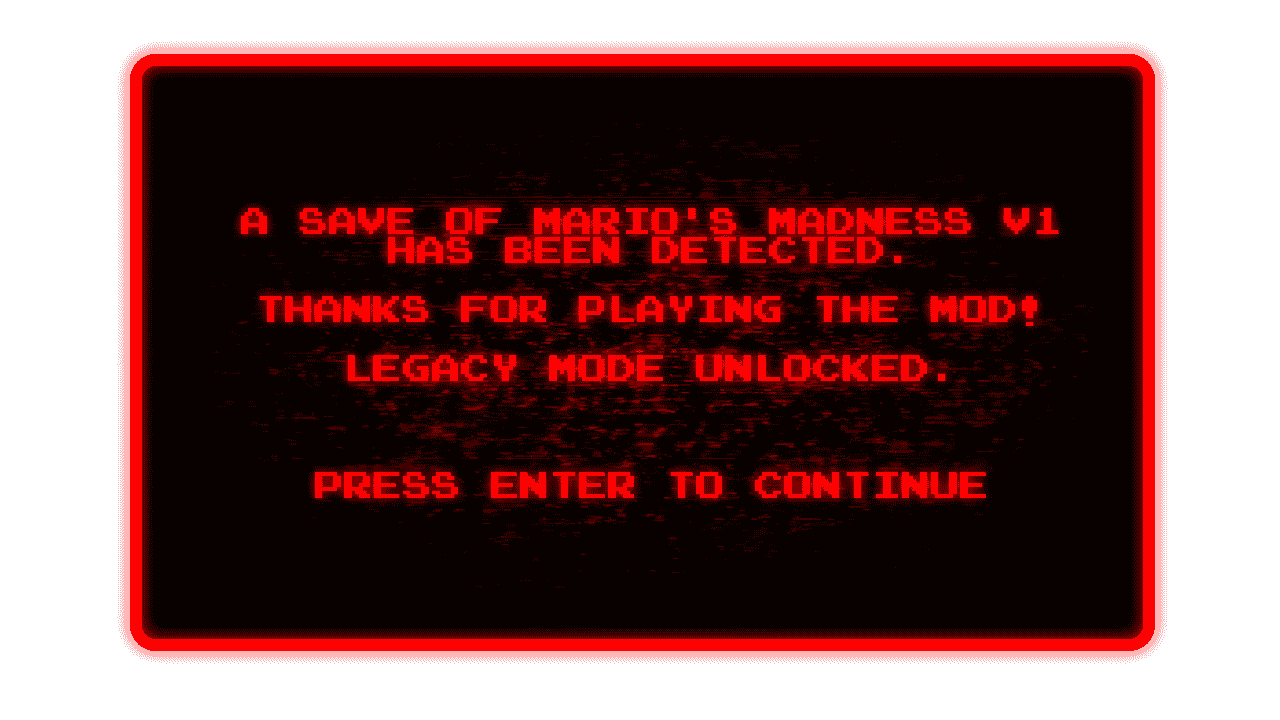 A SAVE OF MARIO'S MADNESS V1
HAS BEEN DETECTED.
THANKS FOR PLAYING THE MOD!
LEGACY MODE UNLOCKED.
PRESS ENTER TO CONTINUE